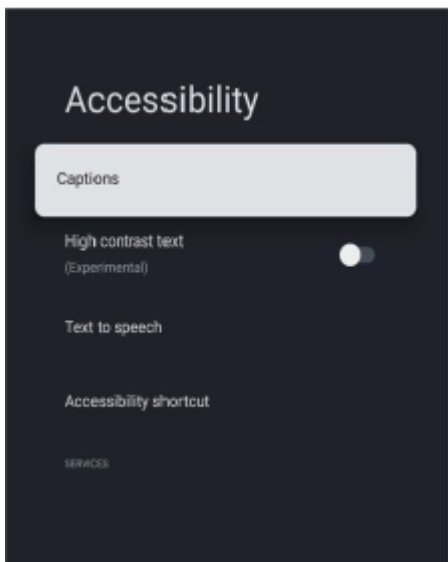 Accessibility
Captions
High contrast text
(Experimental)
Text to speech
Accessibility shortcut
SERVICES